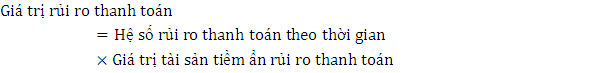 Giá trị rủi ro thanh toán
= Hệ số rủi ro thanh toán theo thời gian
× Giá trị tài sản tiềm ẩn rủi ro thanh toán